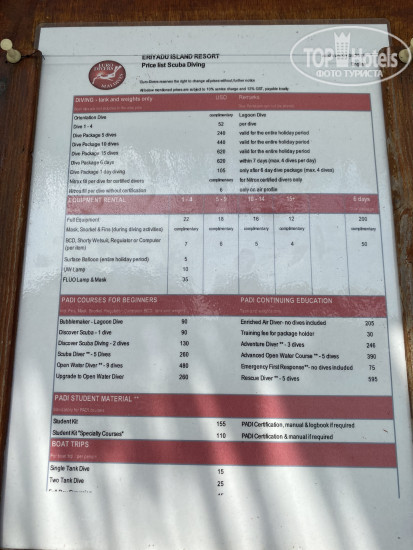 TOP Hotels
ФОТО ТУРИСТА
EURO DIVERS
ERIYADU ISLAND RESORT
Price list Scuba Diving
DIVING - tank and weights only USD Remarks
Orientation Dive complimentary Lagoon Dive
Dive 1 - 4 52 per dive
Dive Package 5 dives 245 valid for the entire holiday period
Dive Package 10 dives 440 valid for the entire holiday period
Dive Package 15 dives 620 valid for the entire holiday period
Dive Package 6 days 620 within 7 days (max. 4 dives per day)
Dive Package 1 day diving 105 only after 6 dive package (max. 4 dives)
Nitrox fill per dive for certified divers complimentary for Nitrox certified divers only
Nitrox fill per dive without certification 6 only on air profile
EQUIPMENT RENTAL 1 - 4 5 - 9 10 - 14 15+ 6 days
Full Equipment 22 18 16 12 200
Mask, Snorkel & Fins (during diving activities) complimentary complimentary complimentary complimentary complimentary
BCD, Shorty Wetsuit, Regulator or Computer (per item) 7 6 5 4 50
Surface Balloon (entire holiday period) 5
UW Lamp 10
FLUO Lamp & Mask 35
PADI COURSES FOR BEGINNERS
Bubblemaker - Lagoon Dive 90
Discover Scuba - 1 dive 90
Discover Scuba Diving - 2 dives 130
Scuba Diver ** - 5 Dives 260
Open Water Diver ** - 9 dives 480
Upgrade to Open Water Diver 260
PADI CONTINUING EDUCATION
Enriched Air Diver - no dives included 205
Training fee for package holder 30
Adventure Diver ** - 3 dives 246
Advanced Open Water Course ** - 5 dives 390
Emergency First Response** - no dives included 75
Rescue Diver ** - 5 dives 595
PADI STUDENT MATERIAL **
Student Kit 155 PADI Certification, manual & logbook if required
Student Kit "Specialty Courses" 110 PADI Certification & manual if required
BOAT TRIPS
Single Tank Dive 15
Two Tank Dive 25